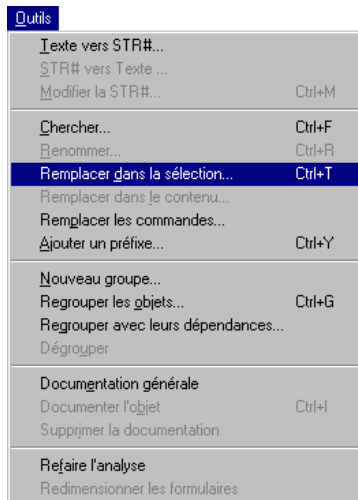 Outils
Texte vers STR#...
STR# vers Texte ...
Modifier la STR#... Ctrl+M
Chercher... Ctrl+F
Renommer... Ctrl+R
Remplacer dans la sélection... Ctrl+T
Remplacer dans le contenu...
Remplacer les commandes...
Ajouter un préfixe... Ctrl+Y
Nouveau groupe...
Regrouper les objets... Ctrl+G
Regrouper avec leurs dépendances...
Dégrouper
Documentation générale
Documenter l'objet Ctrl+I
Supprimer la documentation
Refaire l'analyse
Redimensionner les formulaires